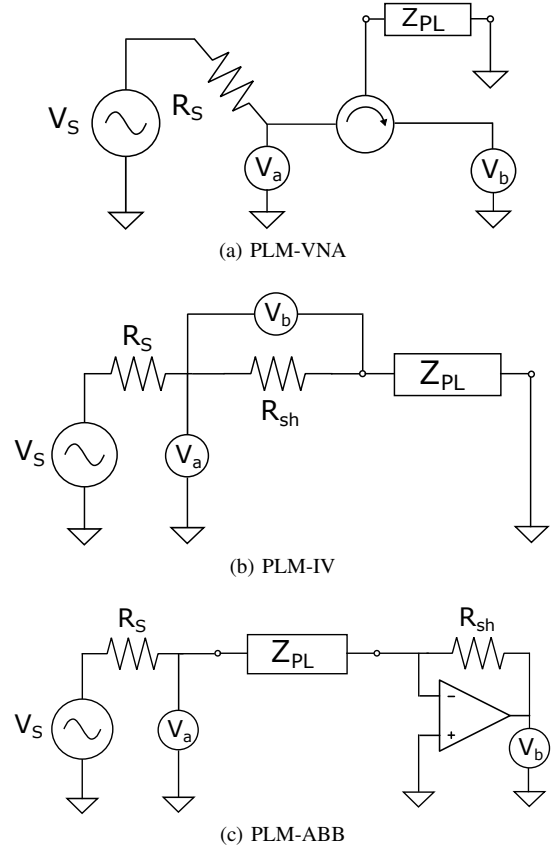 Z_PL
V_S
R_S
V_a
V_b
(a) PLM-VNA
V_b
R_S
R_sh
Z_PL
V_S
V_a
(b) PLM-IV
R_S
R_sh
Z_PL
V_S
V_a
−
+
V_b
(c) PLM-ABB